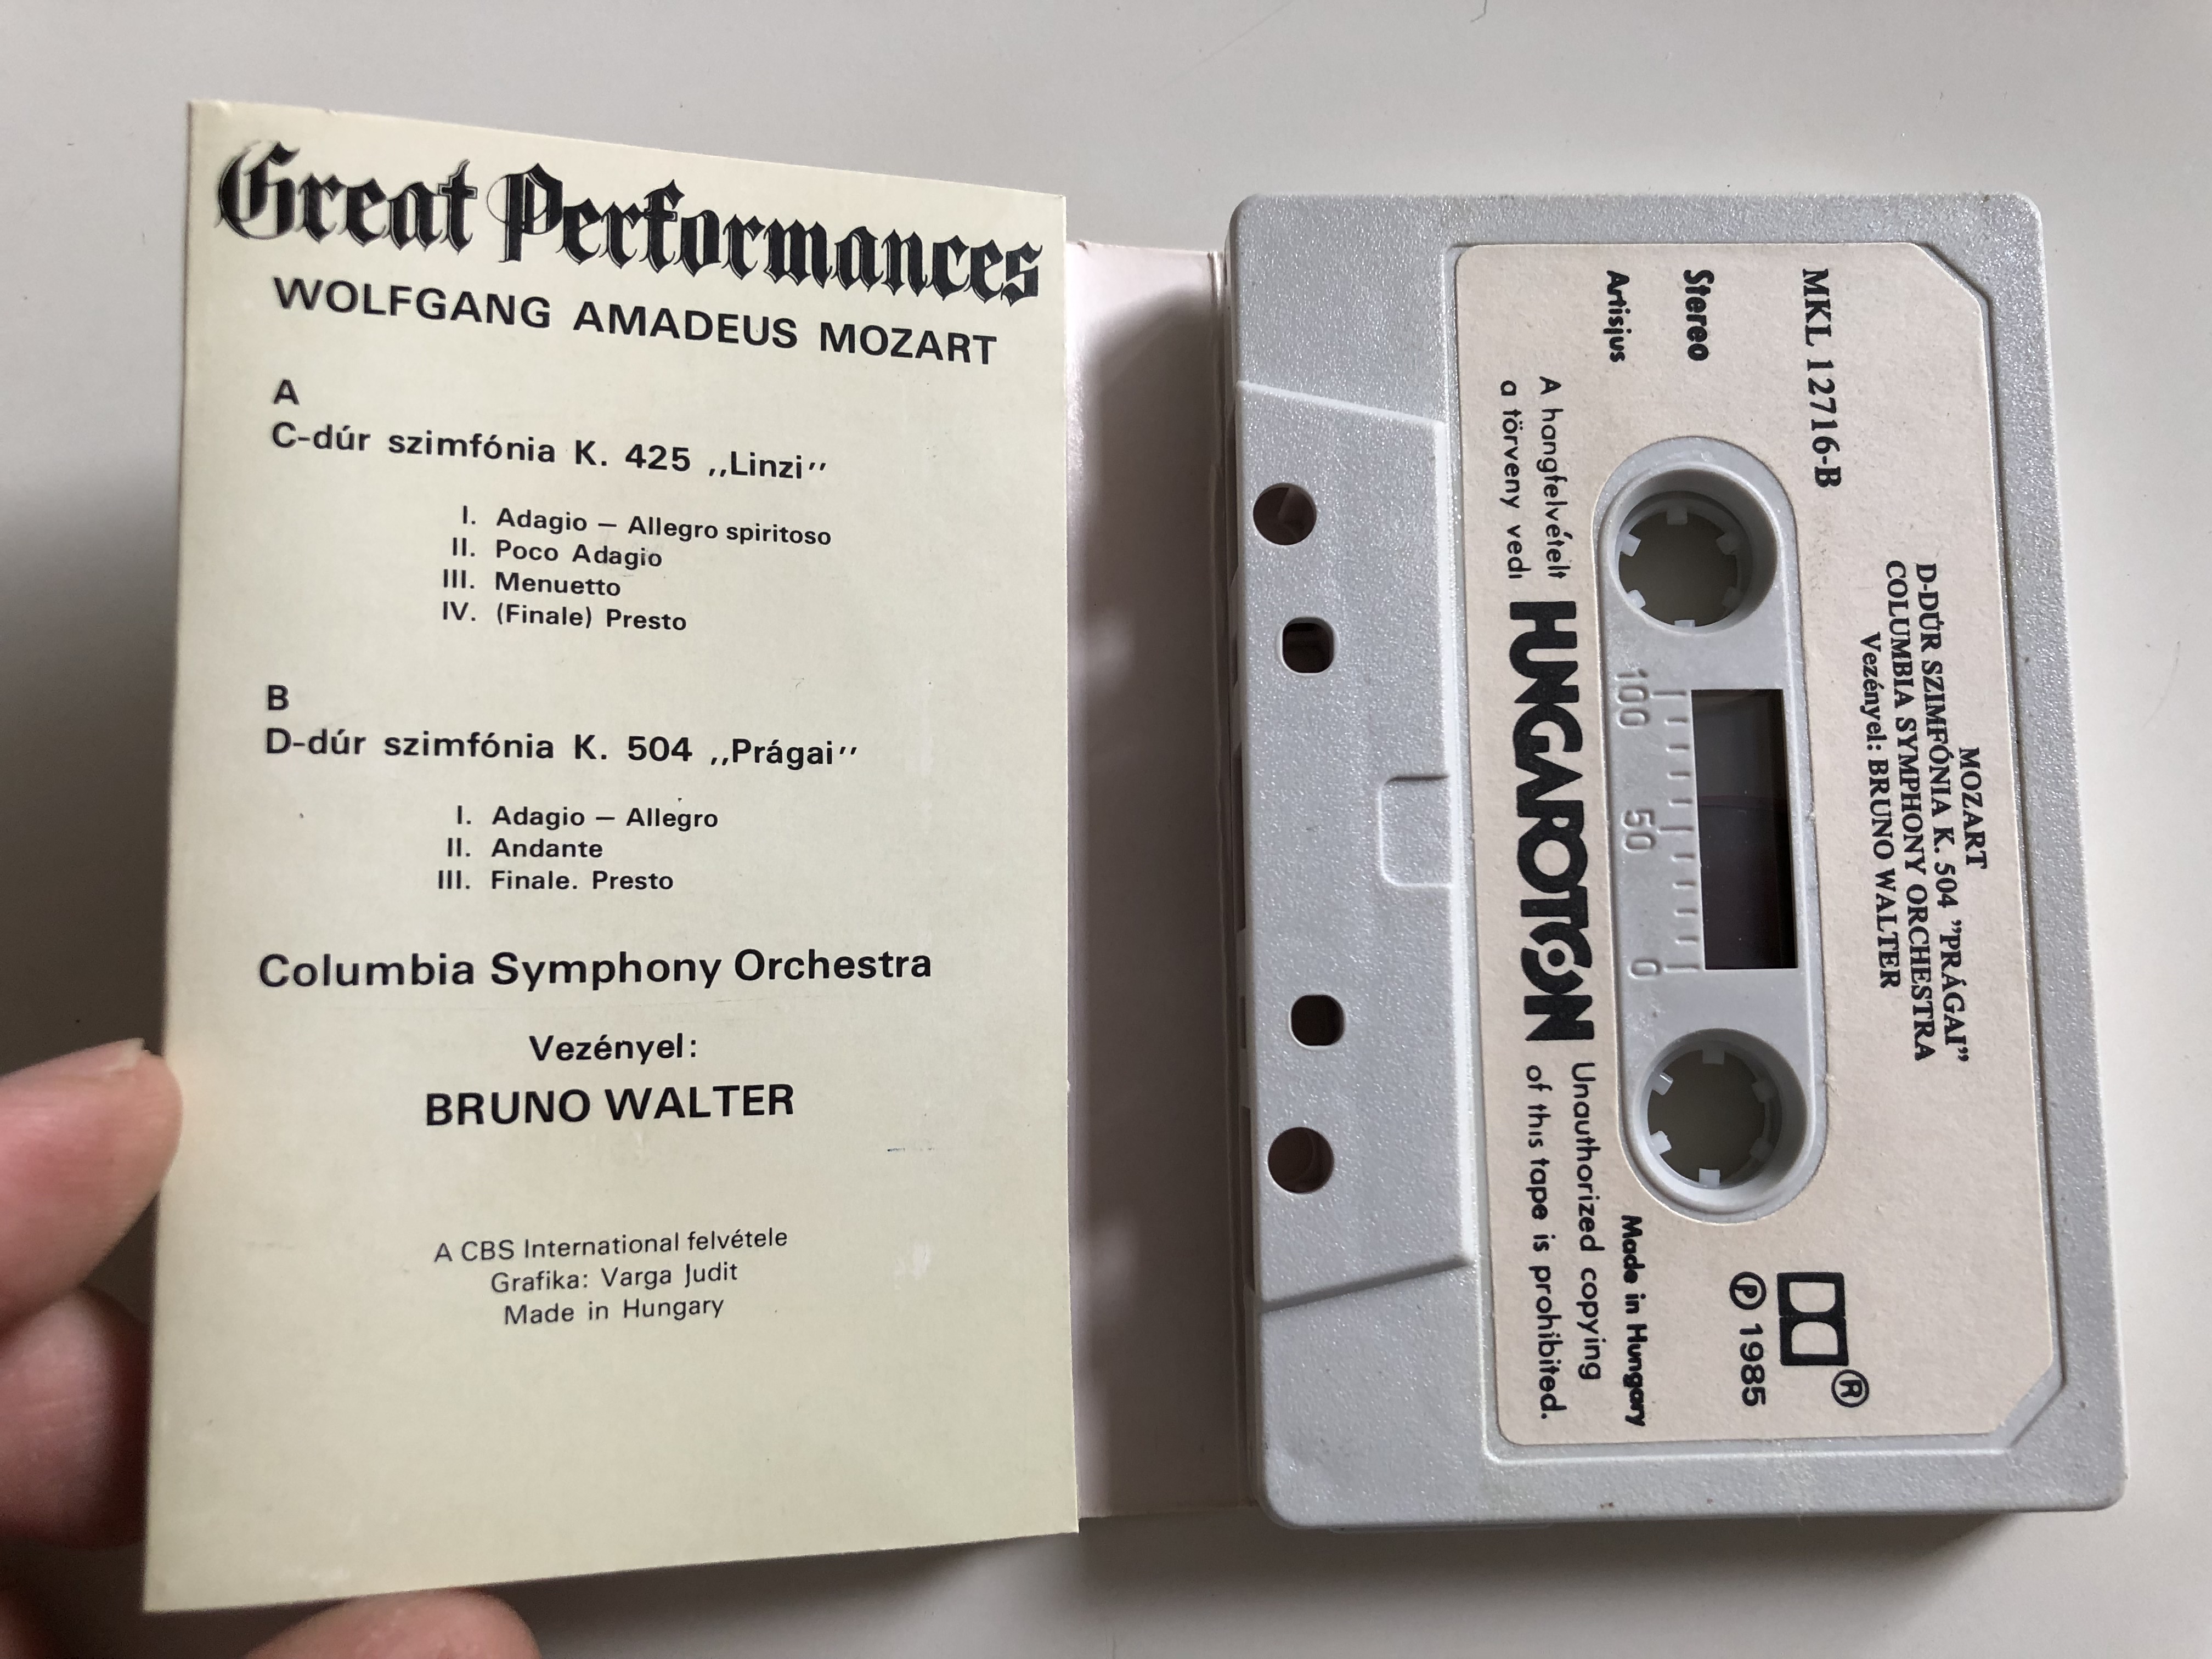 Great Performances
WOLFGANG AMADEUS MOZART
A
C-dúr szimfónia K. 425 ,,Linzi''
I. Adagio — Allegro spiritoso
II. Poco Adagio
III. Menuetto
IV. (Finale) Presto
B
D-dúr szimfónia K. 504 ,,Prágai''
I. Adagio — Allegro
II. Andante
III. Finale. Presto
Columbia Symphony Orchestra
Vezényel:
BRUNO WALTER
A CBS International felvétele
Grafika: Varga Judit
Made in Hungary
MOZART
D-DÚR SZIMFÓNIA K. 504 ”PRÁGAI”
COLUMBIA SYMPHONY ORCHESTRA
Vezényel: BRUNO WALTER
MKL 12716-B
Stereo
Artisjus
®
Ⓟ 1985
Made in Hungary
100 50 0
A hangfelvételt
a törveny vedi
HUNGAROTON
Unauthorized copying
of this tape is prohibited.